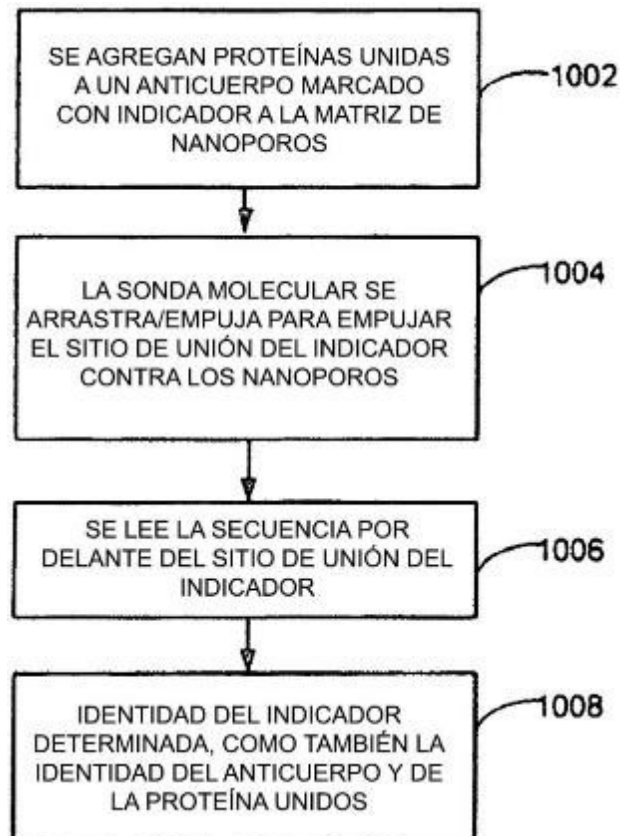 SE AGREGAN PROTEÍNAS UNIDAS
A UN ANTICUERPO MARCADO
CON INDICADOR A LA MATRIZ DE
NANOPOROS
1002
LA SONDA MOLECULAR SE
ARRASTRA/EMPUJA PARA EMPUJAR
EL SITIO DE UNIÓN DEL INDICADOR
CONTRA LOS NANOPOROS
1004
SE LEE LA SECUENCIA POR
DELANTE DEL SITIO DE UNIÓN DEL
INDICADOR
1006
IDENTIDAD DEL INDICADOR
DETERMINADA, COMO TAMBIÉN LA
IDENTIDAD DEL ANTICUERPO Y DE
LA PROTEÍNA UNIDOS
1008